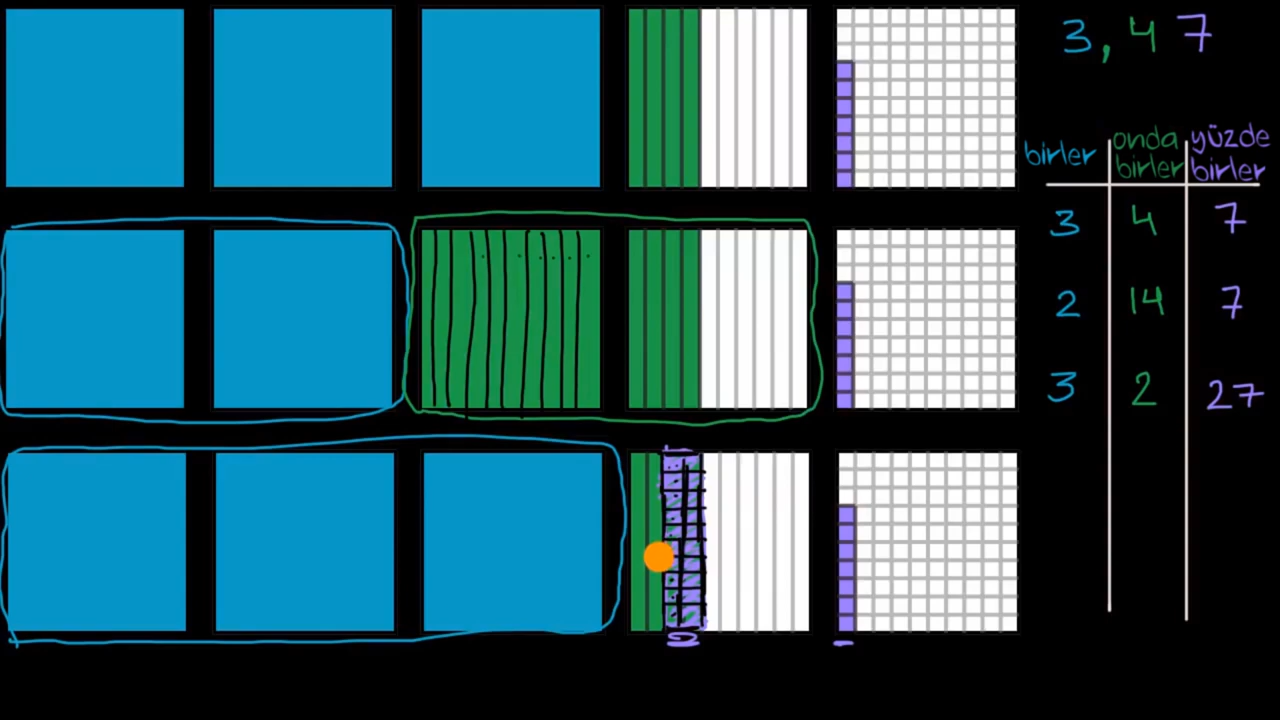 3,47
birler onda birler yüzde birler
3 4 7
2 14 7
3 2 27